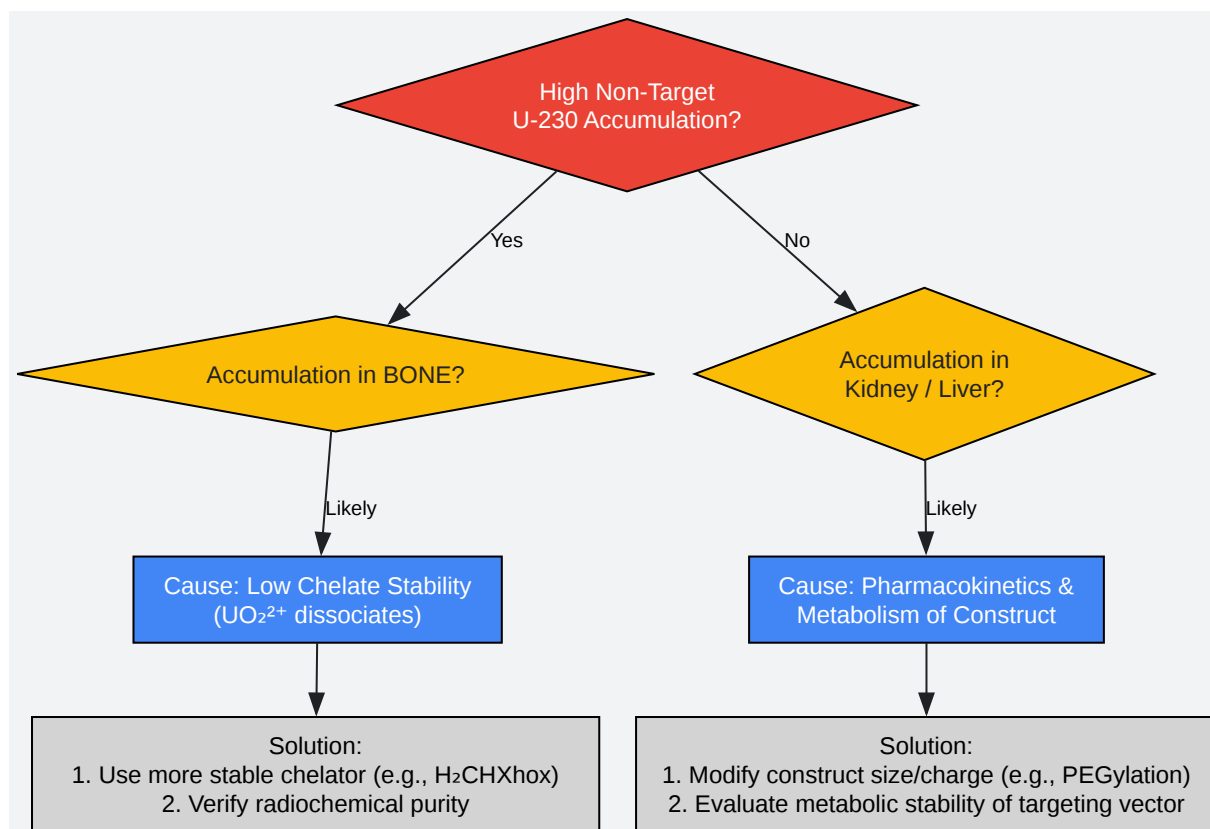 High Non-Target
U-230 Accumulation?
Yes
No
Accumulation in BONE?
Accumulation in
Kidney / Liver?
Likely
Likely
Cause: Low Chelate Stability
(UO₂²⁺ dissociates)
Cause: Pharmacokinetics &
Metabolism of Construct
Solution:
1. Use more stable chelator (e.g., H₂CHXhox)
2. Verify radiochemical purity
Solution:
1. Modify construct size/charge (e.g., PEGylation)
2. Evaluate metabolic stability of targeting vector